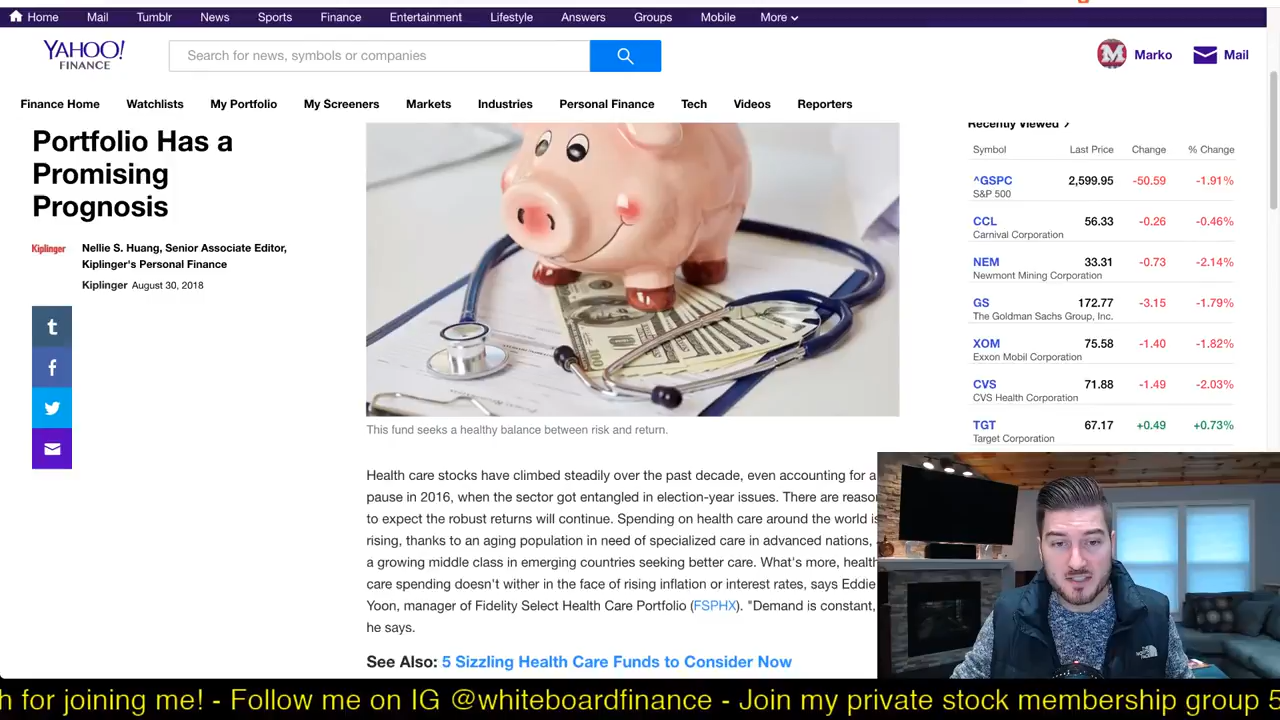 Home Mail Tumblr News Sports Finance Entertainment Lifestyle Answers Groups Mobile More
YAHOO!
FINANCE
Search for news, symbols or companies
M
Marko
Mail
Finance Home Watchlists My Portfolio My Screeners Markets Industries Personal Finance Tech Videos Reporters
Portfolio Has a
Promising
Prognosis
Kiplinger
Nellie S. Huang, Senior Associate Editor,
Kiplinger's Personal Finance
Kiplinger August 30, 2018
t
f
This fund seeks a healthy balance between risk and return.
Health care stocks have climbed steadily over the past decade, even accounting for a
pause in 2016, when the sector got entangled in election-year issues. There are reaso
to expect the robust returns will continue. Spending on health care around the world is
rising, thanks to an aging population in need of specialized care in advanced nations,
a growing middle class in emerging countries seeking better care. What's more, health
care spending doesn't wither in the face of rising inflation or interest rates, says Eddie
Yoon, manager of Fidelity Select Health Care Portfolio (FSPHX). "Demand is constant,
he says.
See Also: 5 Sizzling Health Care Funds to Consider Now
Recently Viewed
Symbol Last Price Change % Change
^GSPC 2,599.95 -50.59 -1.91%
S&P 500
CCL 56.33 -0.26 -0.46%
Carnival Corporation
NEM 33.31 -0.73 -2.14%
Newmont Mining Corporation
GS 172.77 -3.15 -1.79%
The Goldman Sachs Group, Inc.
XOM 75.58 -1.40 -1.82%
Exxon Mobil Corporation
CVS 71.88 -1.49 -2.03%
CVS Health Corporation
TGT 67.17 +0.49 +0.73%
Target Corporation
h for joining me! - Follow me on IG @whiteboardfinance - Join my private stock membership group 5